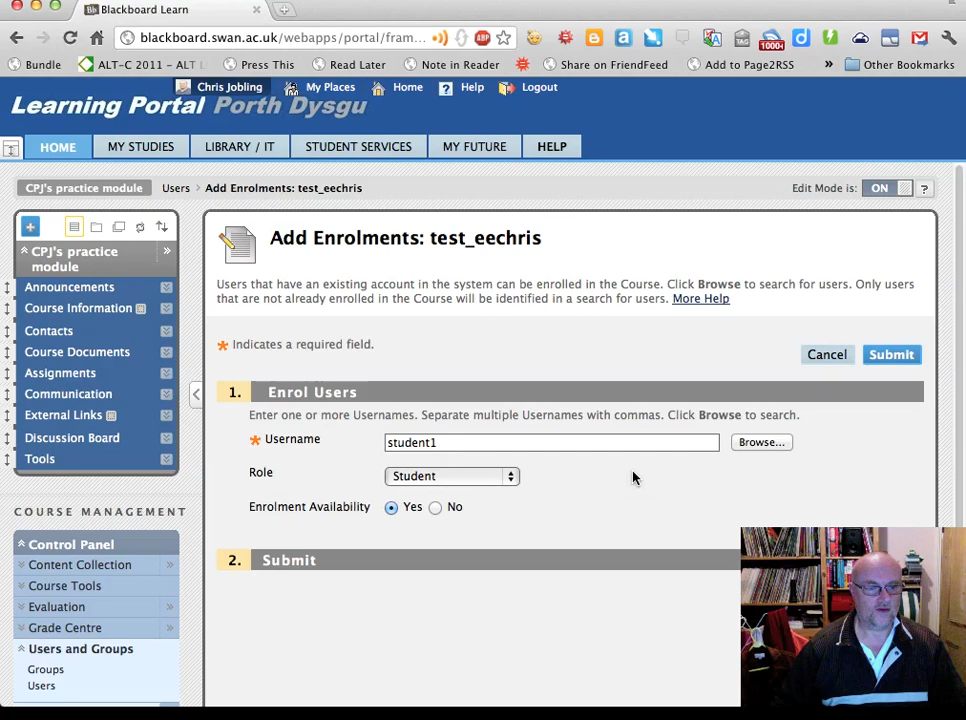 Blackboard Learn
blackboard.swan.ac.uk/webapps/portal/fram...
ABP
TAG
1000+
Bundle
ALT-C 2011 – ALT L
Press This
Read Later
Note in Reader
Share on FriendFeed
Add to Page2RSS
»
Other Bookmarks
Chris Jobling
My Places
Home
Help
Logout
Learning Portal Porth Dysgu
HOME
MY STUDIES
LIBRARY / IT
STUDENT SERVICES
MY FUTURE
HELP
CPJ's practice module
Users
Add Enrolments: test_eechris
Edit Mode is:
ON
?
CPJ's practice
module
Announcements
Course Information
Contacts
Course Documents
Assignments
Communication
External Links
Discussion Board
Tools
COURSE MANAGEMENT
Control Panel
Content Collection
Course Tools
Evaluation
Grade Centre
Users and Groups
Groups
Users
Add Enrolments: test_eechris
Users that have an existing account in the system can be enrolled in the Course. Click Browse to search for users. Only users
that are not already enrolled in the Course will be identified in a search for users. More Help
Indicates a required field.
Cancel
Submit
1. Enrol Users
Enter one or more Usernames. Separate multiple Usernames with commas. Click Browse to search.
Username
student1
Browse...
Role
Student
Enrolment Availability
Yes
No
2. Submit